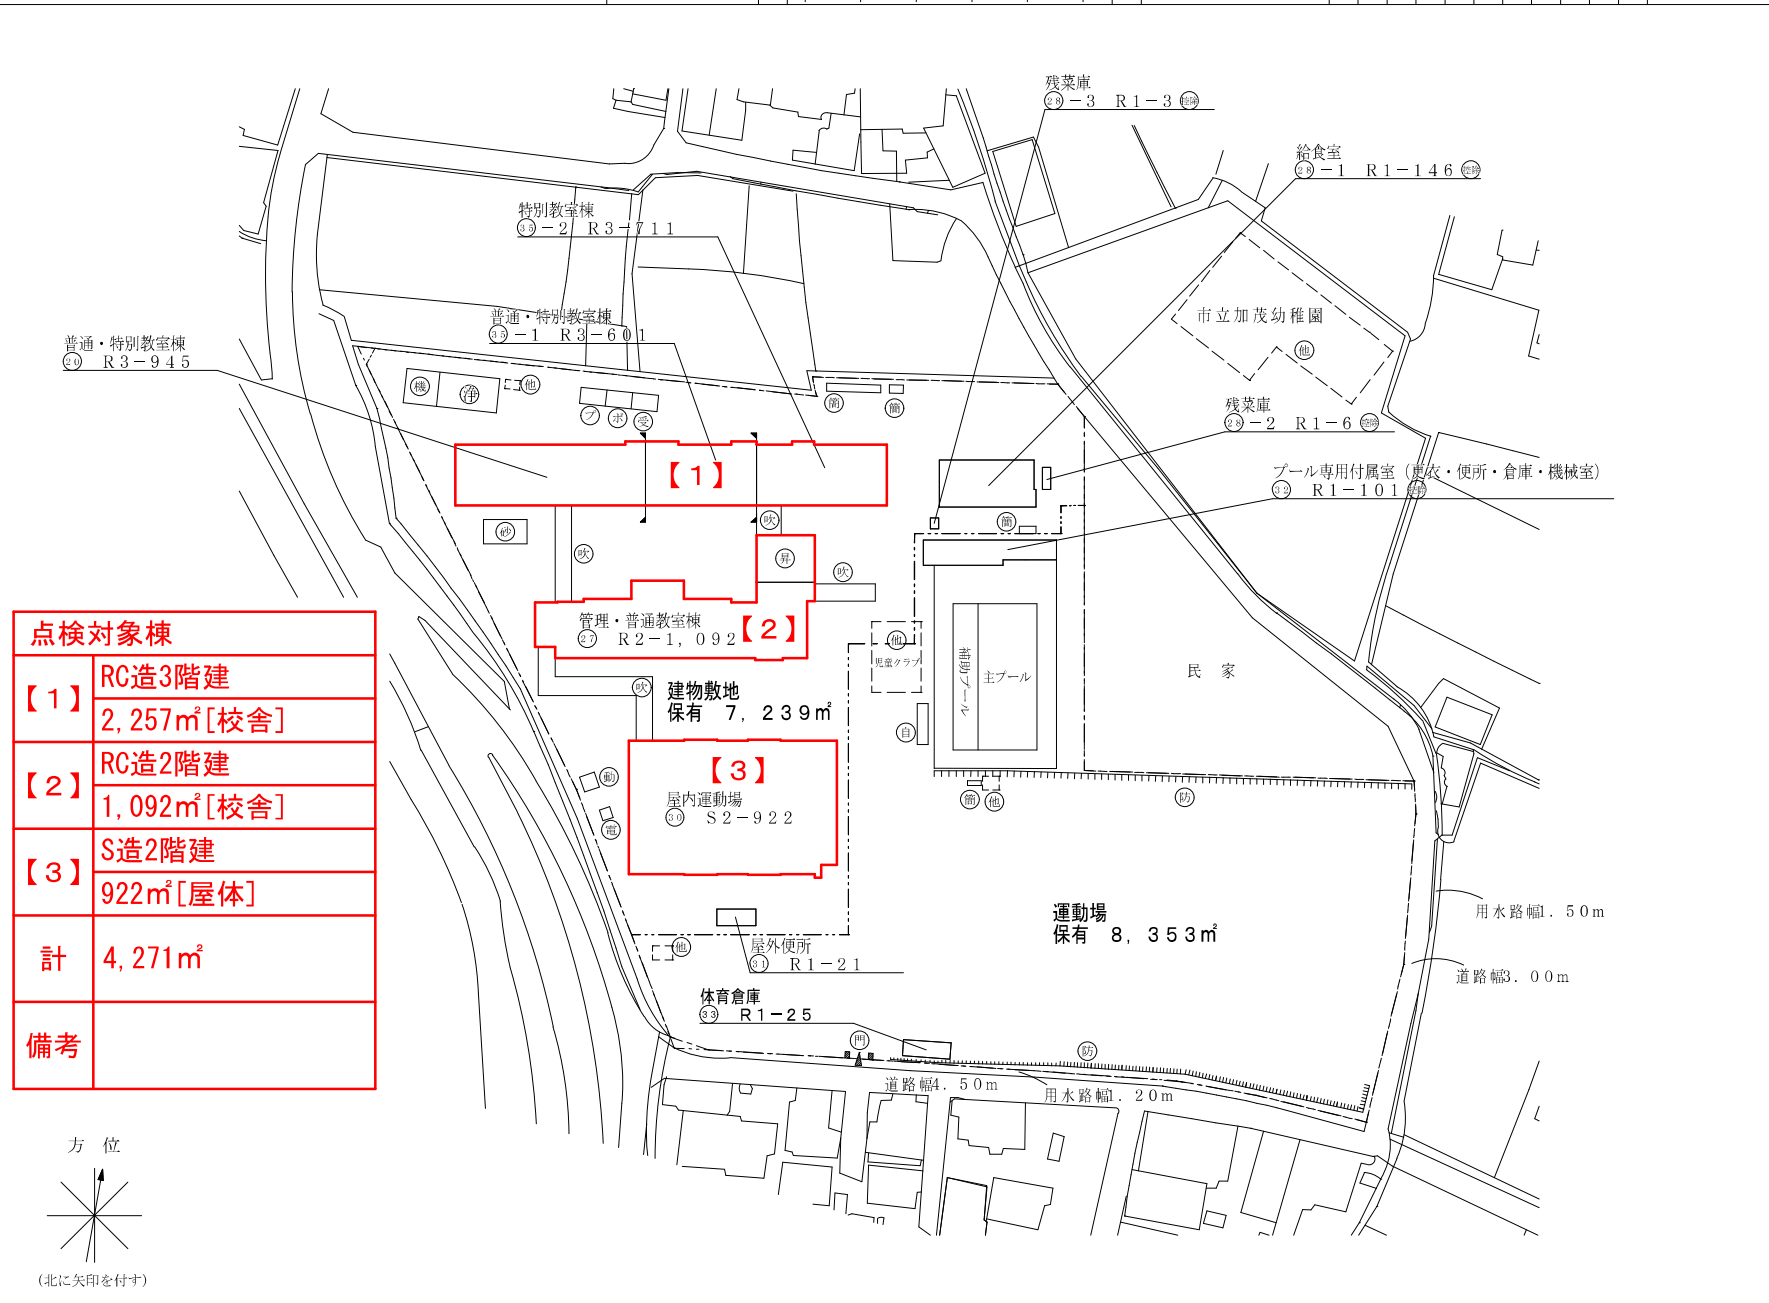 残菜庫
㉘－3　R1－3 控除
給食室
㉘－1　R1－146 控除
特別教室棟
㉟－2　R3－711
市立加茂幼稚園
他
普通・特別教室棟
㉟－1　R3－601
普通・特別教室棟
⑳　R3－945
機
浄
他
プ
ボ
受
簡
簡
残菜庫
㉘－2　R1－6 控除
プール専用付属室（更衣・便所・倉庫・機械室）
㉜　R1－101 控除
【1】
砂
吹
吹
昇
吹
簡
管理・普通教室棟
㉗　R2－1,092
【2】
他
児童クラブ
補助プール
主プール
民　家
吹
建物敷地
保有　7,239㎡
自
【3】
屋内運動場
㉚　S2－922
動
電
簡
他
防
運動場
保有　8,353㎡
用水路幅1.50m
道路幅3.00m
他
屋外便所
㉛　R1－21
体育倉庫
㉝　R1－25
門
防
道路幅4.50m
用水路幅1.20m
点検対象棟
【1】
RC造3階建
2,257㎡[校舎]
【2】
RC造2階建
1,092㎡[校舎]
【3】
S造2階建
922㎡[屋体]
計
4,271㎡
備考
方　位
(北に矢印を付す)